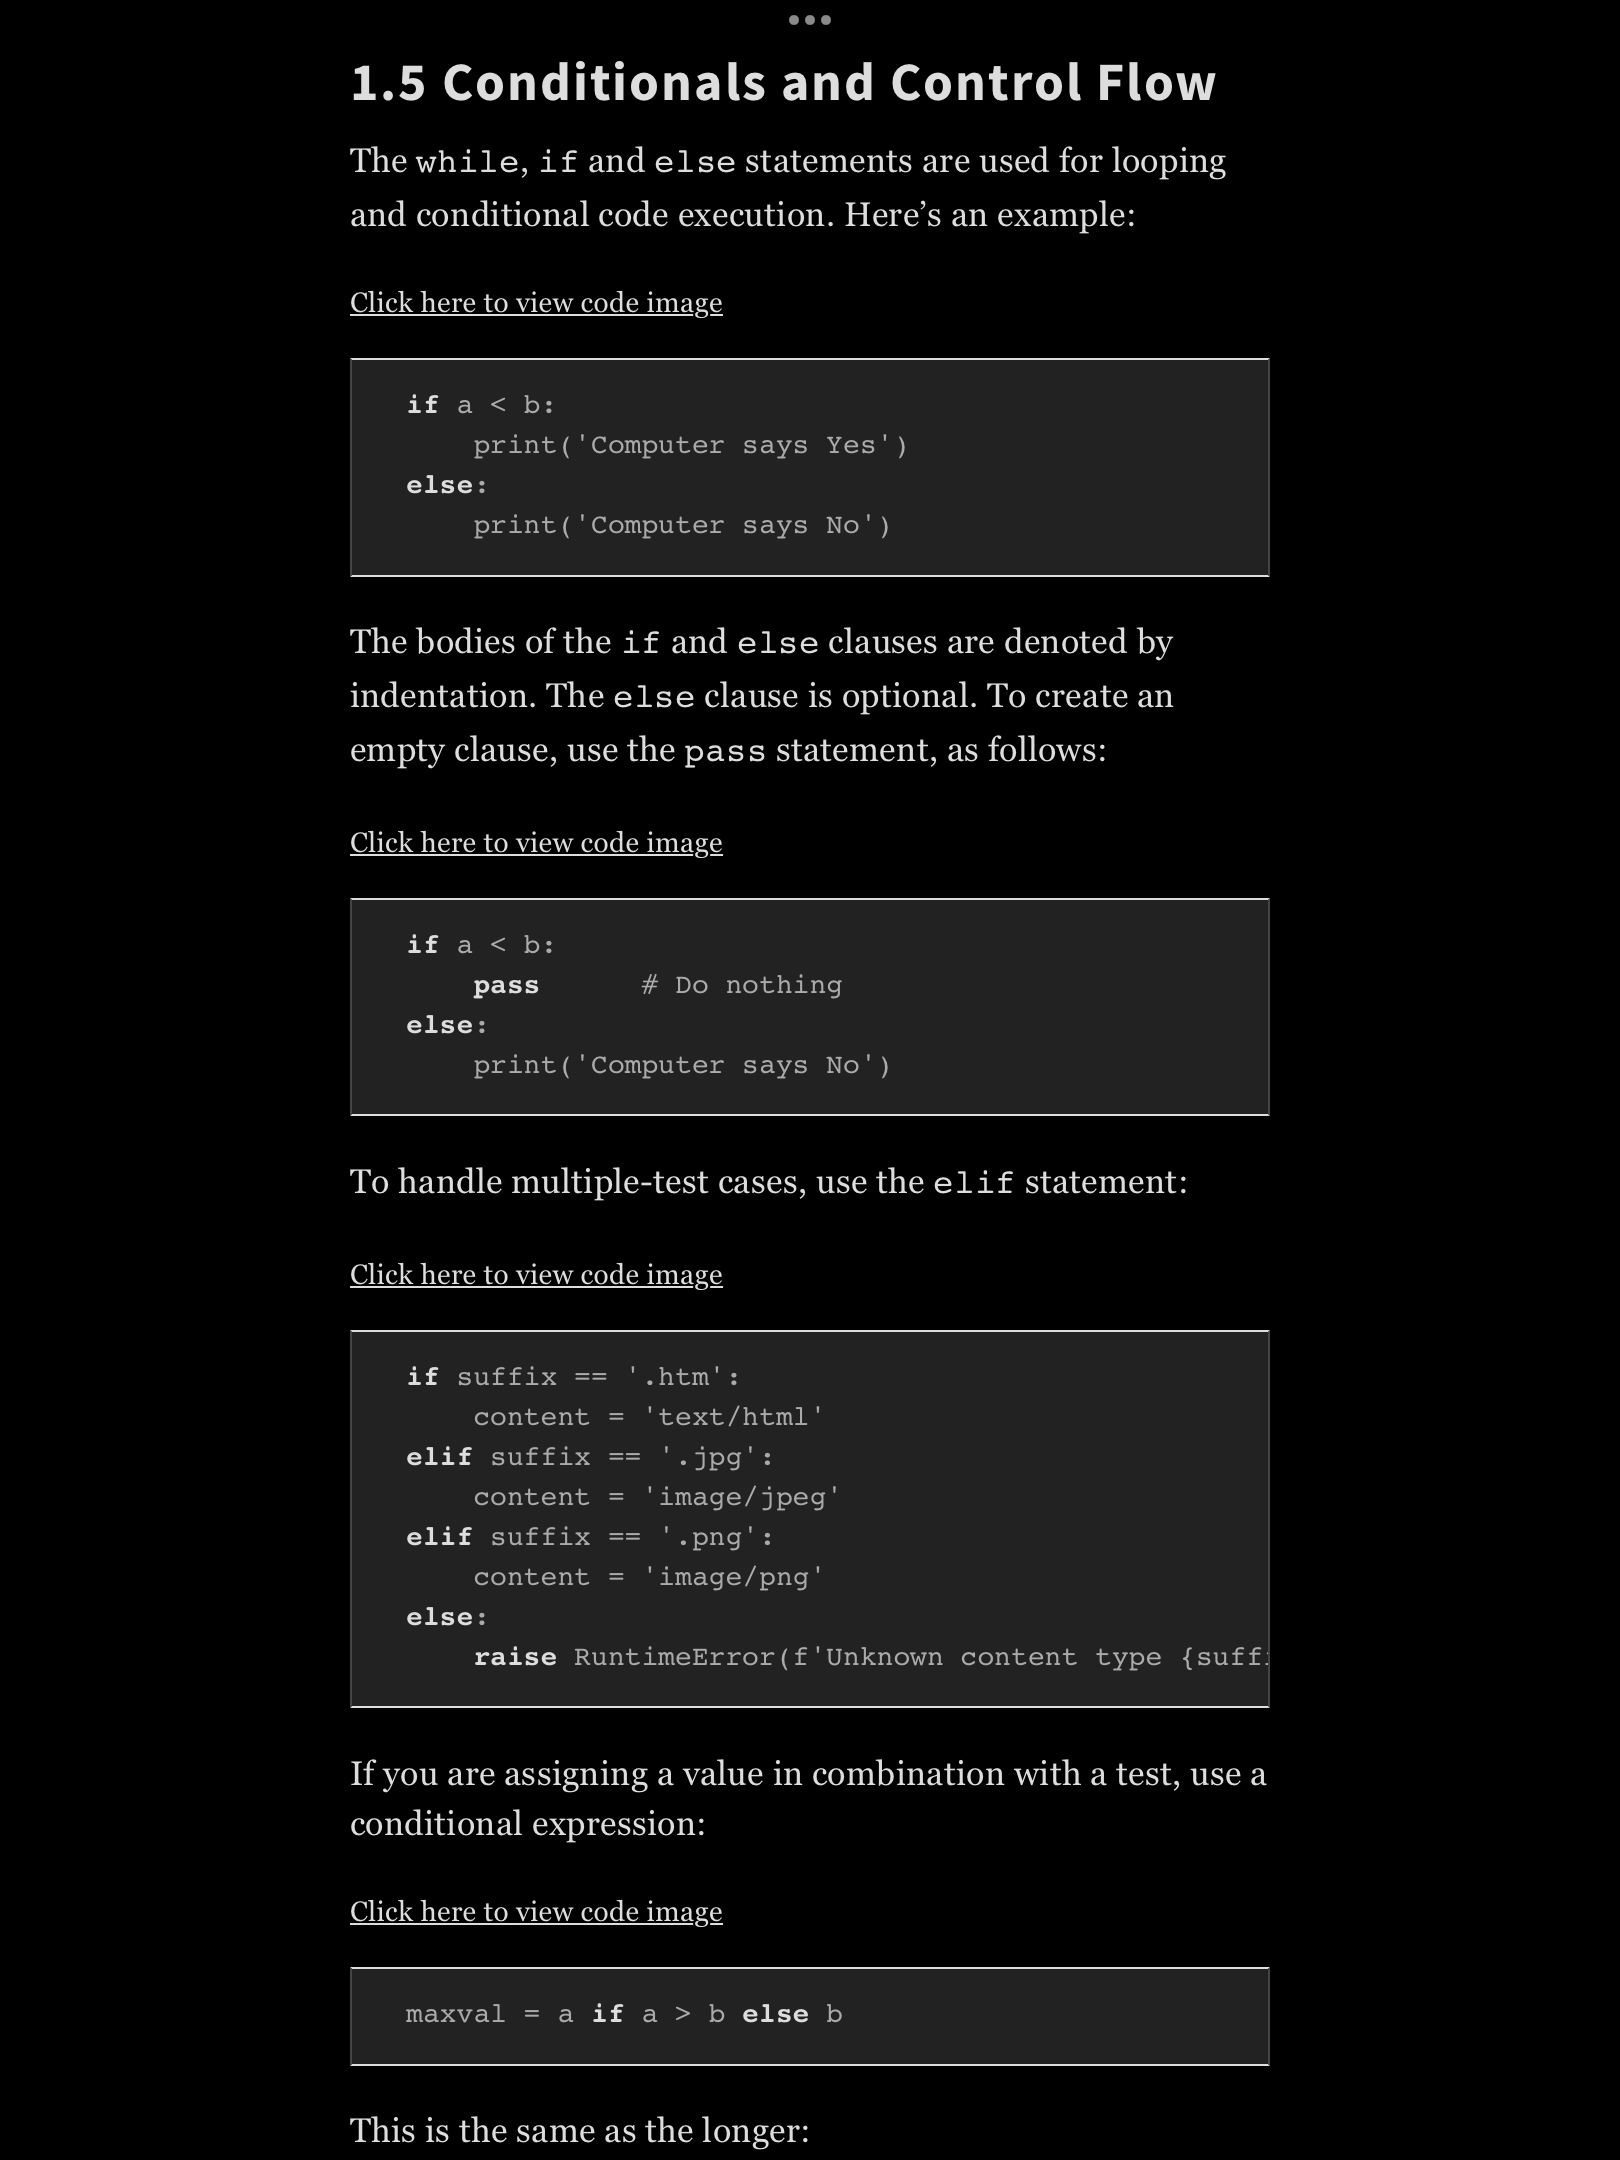 1.5 Conditionals and Control Flow
The while, if and else statements are used for looping
and conditional code execution. Here’s an example:
Click here to view code image
if a < b:
    print('Computer says Yes')
else:
    print('Computer says No')
The bodies of the if and else clauses are denoted by
indentation. The else clause is optional. To create an
empty clause, use the pass statement, as follows:
Click here to view code image
if a < b:
    pass      # Do nothing
else:
    print('Computer says No')
To handle multiple-test cases, use the elif statement:
Click here to view code image
if suffix == '.htm':
    content = 'text/html'
elif suffix == '.jpg':
    content = 'image/jpeg'
elif suffix == '.png':
    content = 'image/png'
else:
    raise RuntimeError(f'Unknown content type {suff
If you are assigning a value in combination with a test, use a
conditional expression:
Click here to view code image
maxval = a if a > b else b
This is the same as the longer: